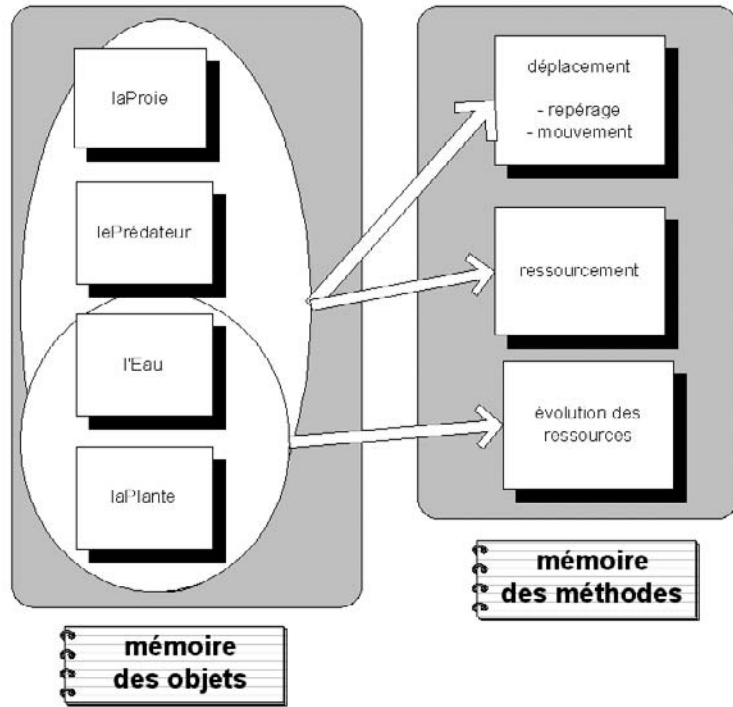 laProie
lePrédateur
l'Eau
laPlante
mémoire
des objets
déplacement
- repérage
- mouvement
ressourcement
évolution des
ressources
mémoire
des méthodes